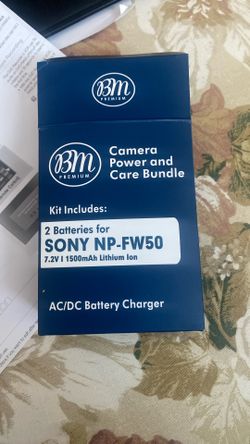 BM
PREMIUM
BM
PREMIUM
Camera
Power and
Care Bundle
Kit Includes:
2 Batteries for
SONY NP-FW50
7.2V I 1500mAh Lithium Ion
AC/DC Battery Charger